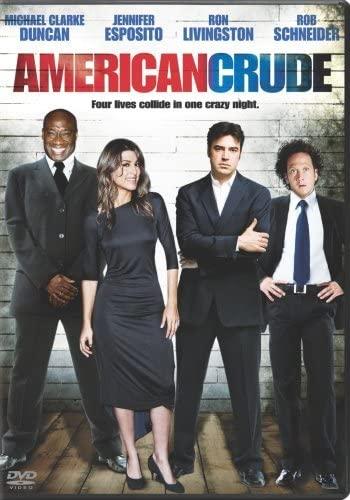 MICHAEL CLARKE DUNCAN
JENNIFER ESPOSITO
RON LIVINGSTON
ROB SCHNEIDER
AMERICANCRUDE
Four lives collide in one crazy night.
DVD
VIDEO